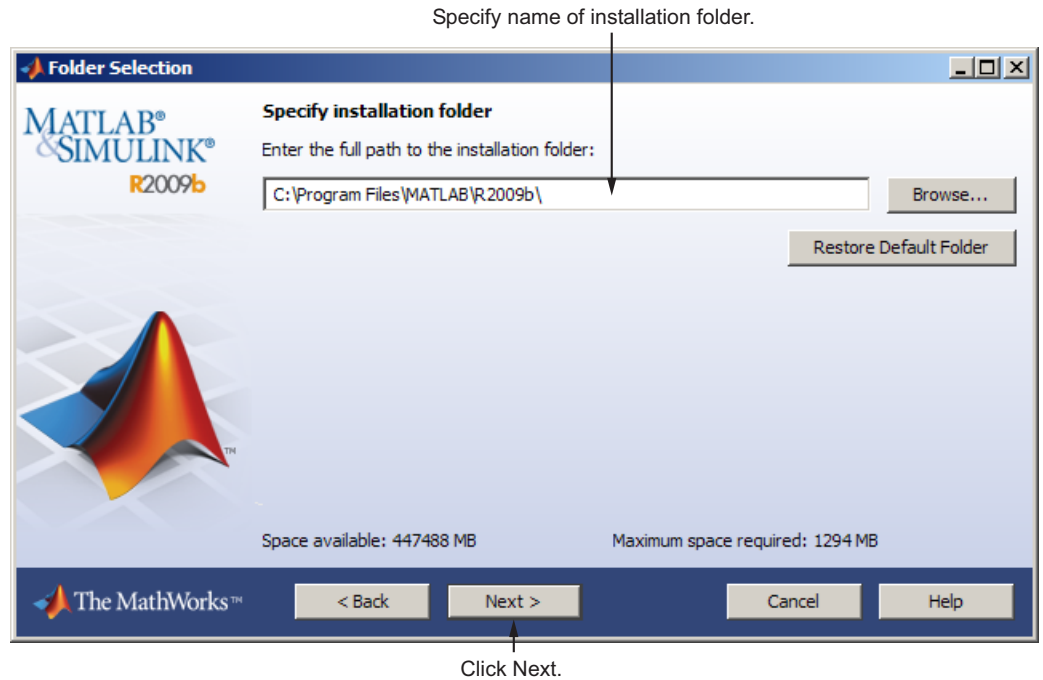 Specify name of installation folder.
Folder Selection
MATLAB®
&SIMULINK®
R2009b
Specify installation folder
Enter the full path to the installation folder:
C:\Program Files\MATLAB\R2009b\
Browse...
Restore Default Folder
TM
Space available: 447488 MB
Maximum space required: 1294 MB
The MathWorks™
< Back
Next >
Cancel
Help
Click Next.